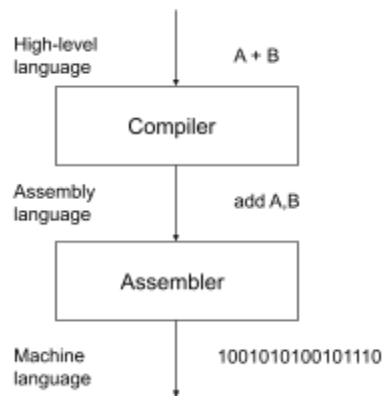 High-level
language
A + B
Compiler
Assembly
language
add A,B
Assembler
Machine
language
1001010100101110